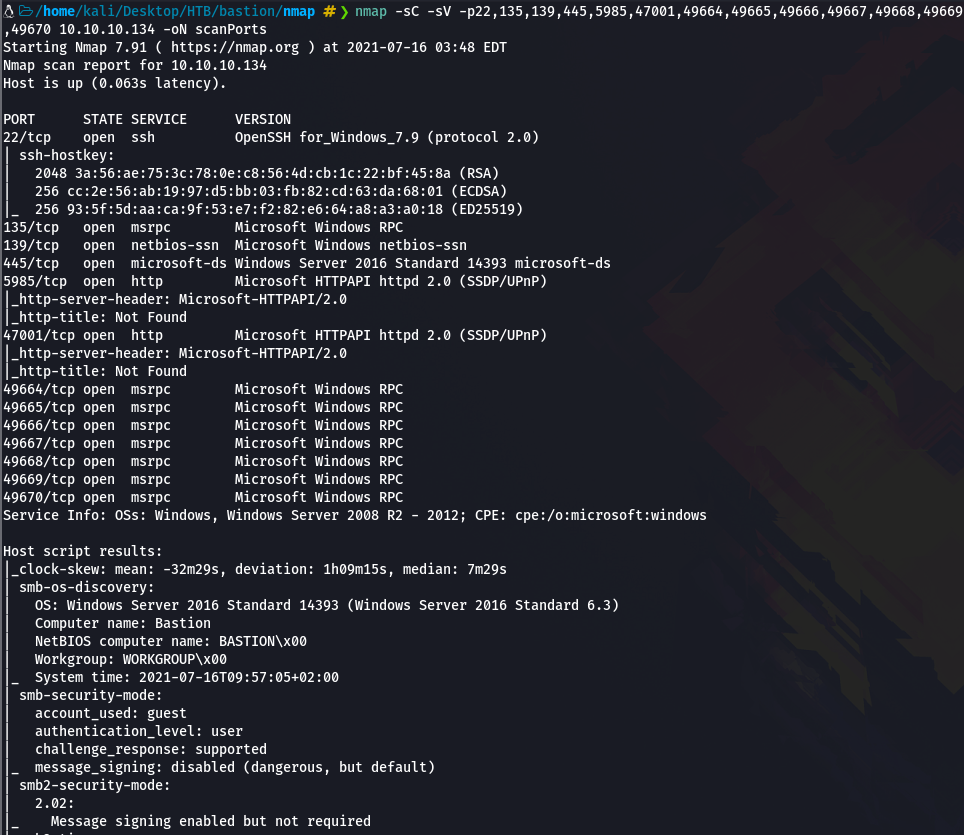 /home/kali/Desktop/HTB/bastion/nmap # ❯ nmap -sC -sV -p22,135,139,445,5985,47001,49664,49665,49666,49667,49668,49669
,49670 10.10.10.134 -oN scanPorts
Starting Nmap 7.91 ( https://nmap.org ) at 2021-07-16 03:48 EDT
Nmap scan report for 10.10.10.134
Host is up (0.063s latency).

PORT      STATE SERVICE      VERSION
22/tcp    open  ssh          OpenSSH for_Windows_7.9 (protocol 2.0)
| ssh-hostkey:
|   2048 3a:56:ae:75:3c:78:0e:c8:56:4d:cb:1c:22:bf:45:8a (RSA)
|   256 cc:2e:56:ab:19:97:d5:bb:03:fb:82:cd:63:da:68:01 (ECDSA)
|_  256 93:5f:5d:aa:ca:9f:53:e7:f2:82:e6:64:a8:a3:a0:18 (ED25519)
135/tcp   open  msrpc        Microsoft Windows RPC
139/tcp   open  netbios-ssn  Microsoft Windows netbios-ssn
445/tcp   open  microsoft-ds Windows Server 2016 Standard 14393 microsoft-ds
5985/tcp  open  http         Microsoft HTTPAPI httpd 2.0 (SSDP/UPnP)
|_http-server-header: Microsoft-HTTPAPI/2.0
|_http-title: Not Found
47001/tcp open  http         Microsoft HTTPAPI httpd 2.0 (SSDP/UPnP)
|_http-server-header: Microsoft-HTTPAPI/2.0
|_http-title: Not Found
49664/tcp open  msrpc        Microsoft Windows RPC
49665/tcp open  msrpc        Microsoft Windows RPC
49666/tcp open  msrpc        Microsoft Windows RPC
49667/tcp open  msrpc        Microsoft Windows RPC
49668/tcp open  msrpc        Microsoft Windows RPC
49669/tcp open  msrpc        Microsoft Windows RPC
49670/tcp open  msrpc        Microsoft Windows RPC
Service Info: OSs: Windows, Windows Server 2008 R2 - 2012; CPE: cpe:/o:microsoft:windows

Host script results:
|_clock-skew: mean: -32m29s, deviation: 1h09m15s, median: 7m29s
| smb-os-discovery:
|   OS: Windows Server 2016 Standard 14393 (Windows Server 2016 Standard 6.3)
|   Computer name: Bastion
|   NetBIOS computer name: BASTION\x00
|   Workgroup: WORKGROUP\x00
|_  System time: 2021-07-16T09:57:05+02:00
| smb-security-mode:
|   account_used: guest
|   authentication_level: user
|   challenge_response: supported
|_  message_signing: disabled (dangerous, but default)
| smb2-security-mode:
|   2.02:
|_    Message signing enabled but not required